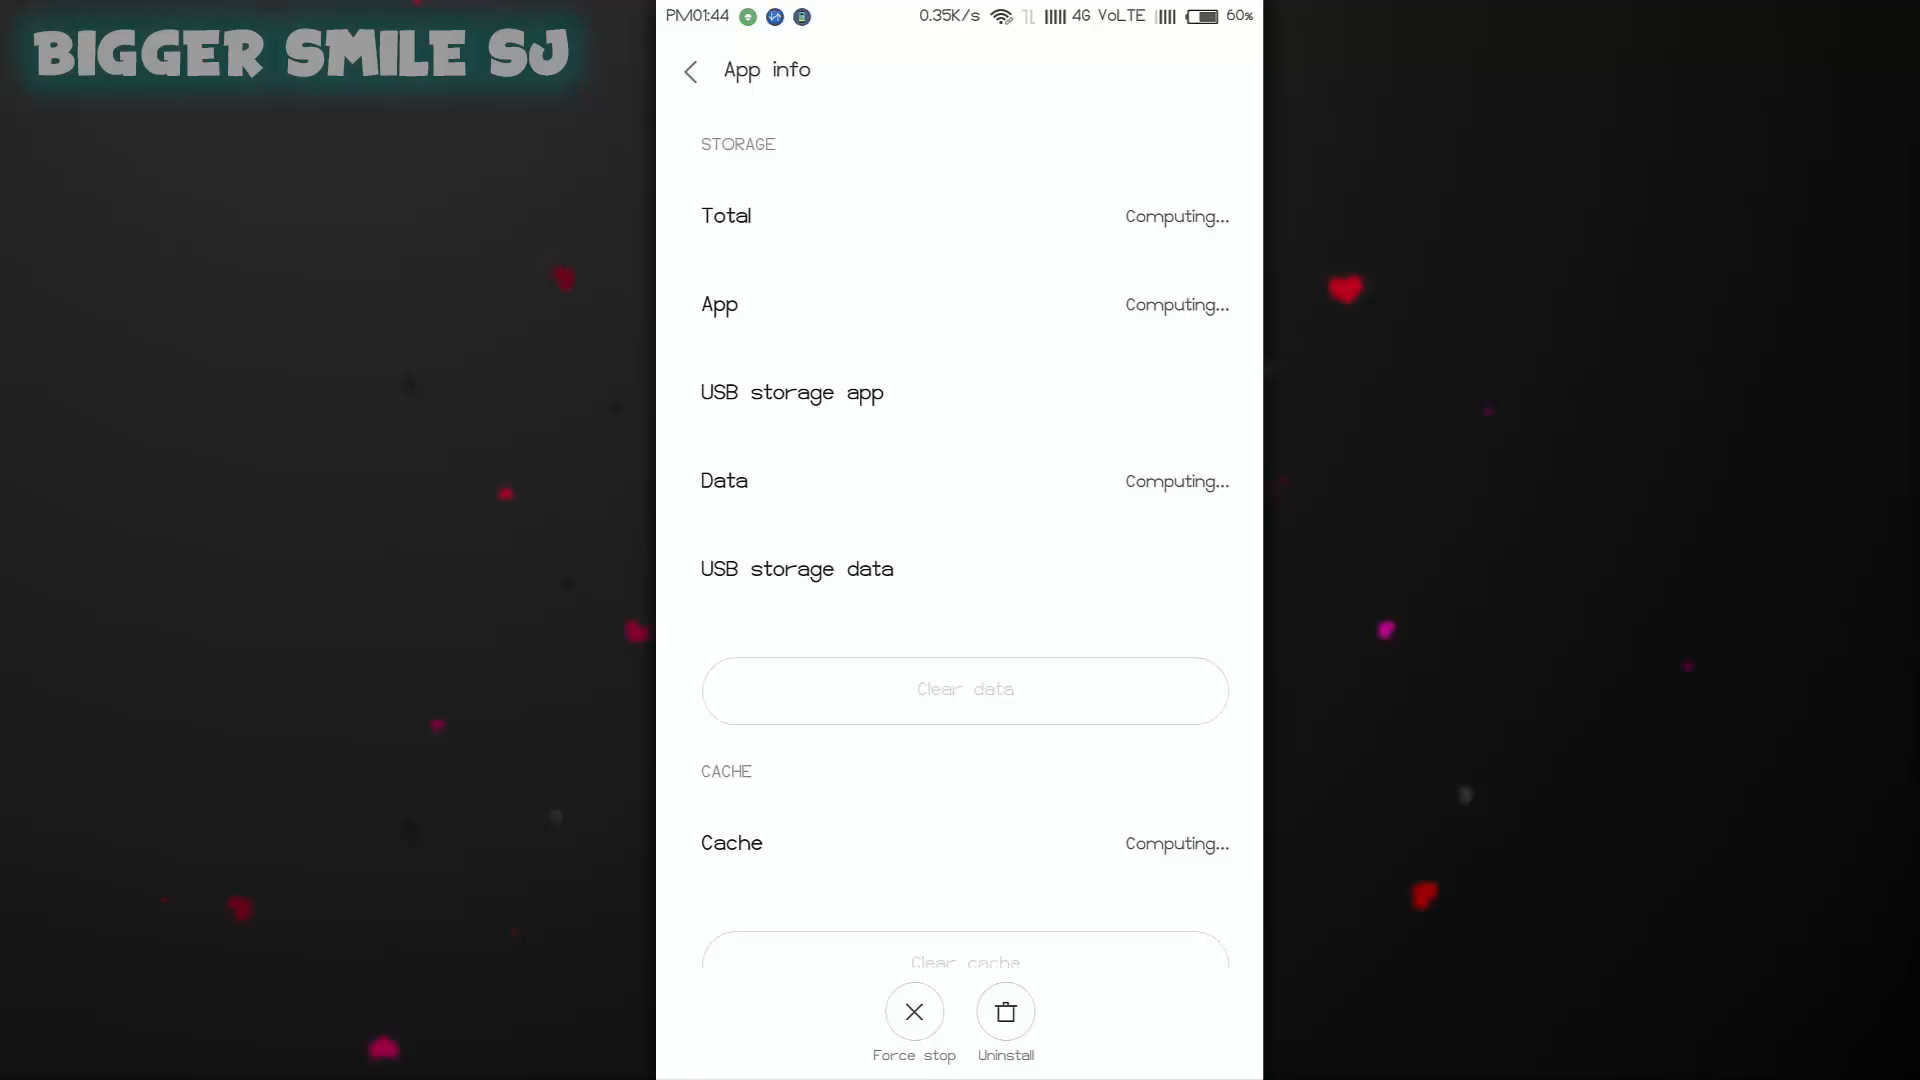 BIGGER SMILE SJ
PM01:44 0.35K/s 4G VoLTE 60%
App info
STORAGE
Total Computing...
App Computing...
USB storage app
Data Computing...
USB storage data
Clear data
CACHE
Cache Computing...
Clear cache
Force stop Uninstall